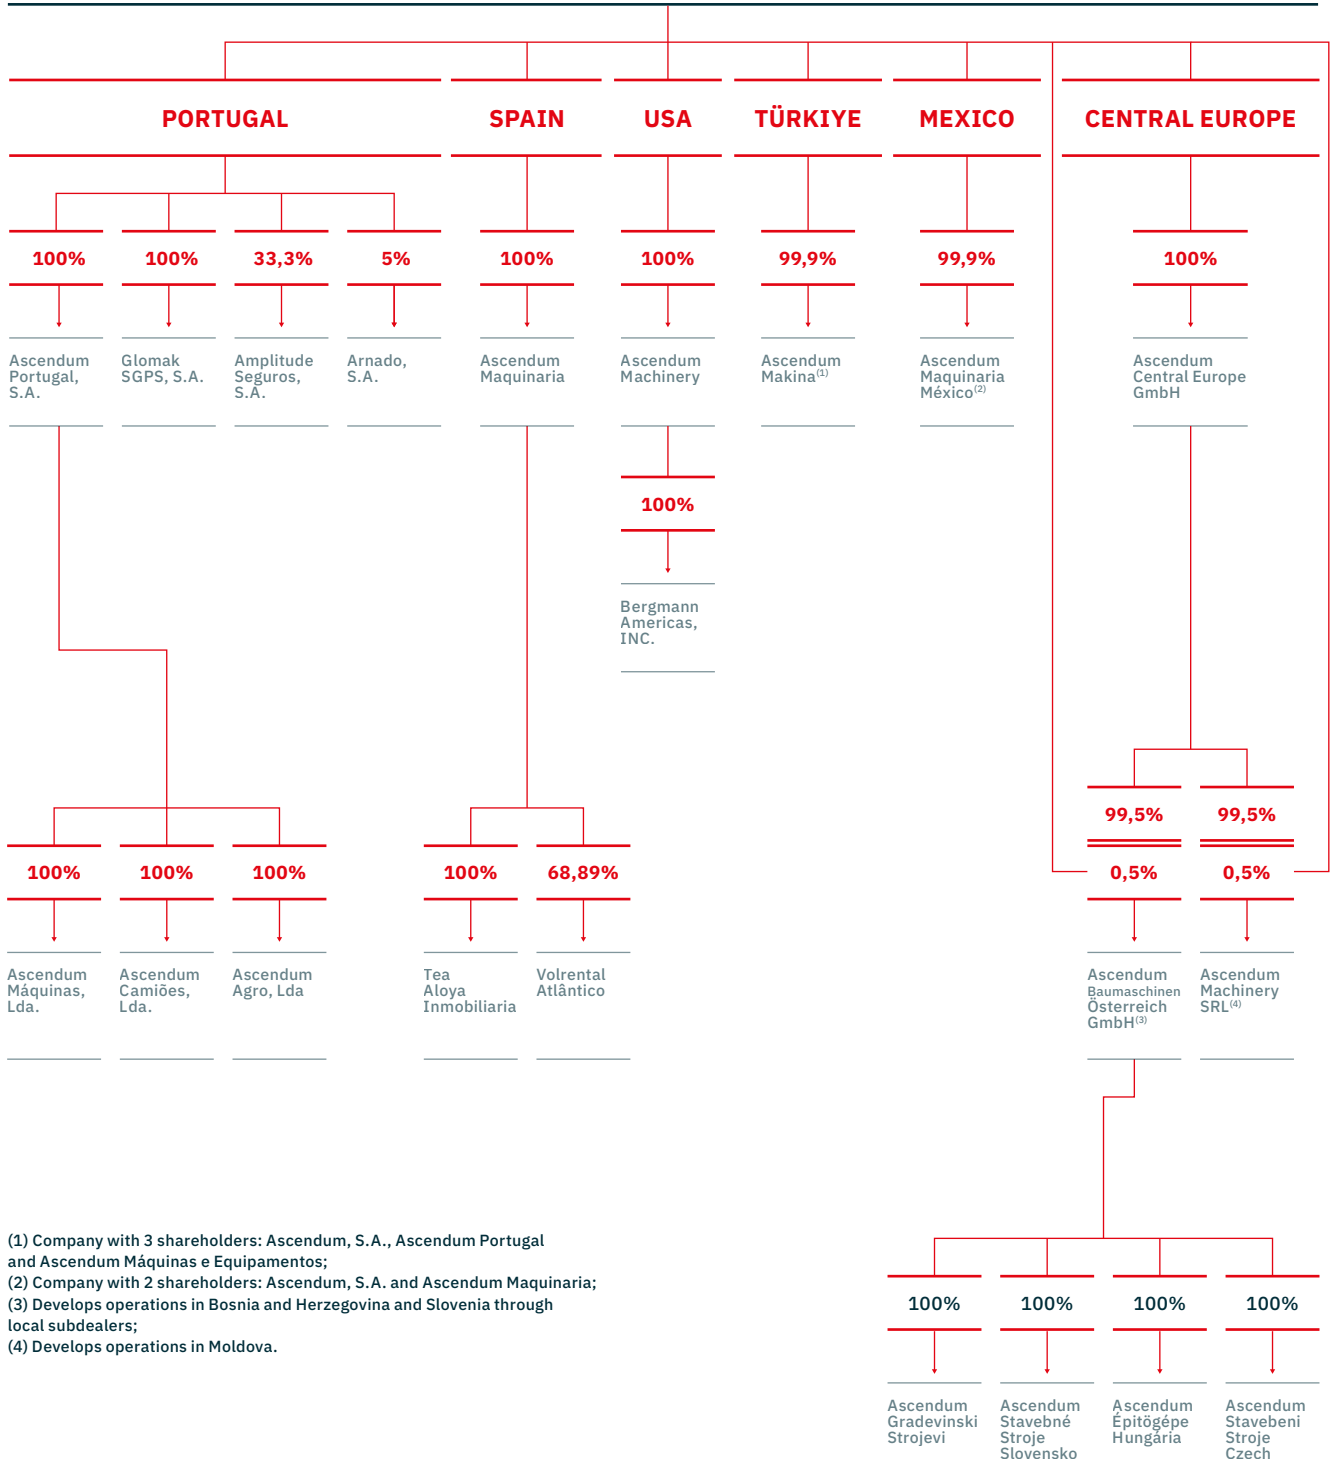 PORTUGAL
SPAIN
USA
TÜRKIYE
MEXICO
CENTRAL EUROPE
100%
100%
33,3%
5%
100%
100%
99,9%
99,9%
100%
Ascendum
Portugal,
S.A.
Glomak
SGPS, S.A.
Amplitude
Seguros,
S.A.
Arnado,
S.A.
Ascendum
Maquinaria
Ascendum
Machinery
Ascendum
Makina(1)
Ascendum
Maquinaria
México(2)
Ascendum
Central Europe
GmbH
100%
Bergmann
Americas,
INC.
99,5%
99,5%
100%
100%
100%
100%
68,89%
0,5%
0,5%
Ascendum
Máquinas,
Lda.
Ascendum
Camiões,
Lda.
Ascendum
Agro, Lda
Tea
Aloya
Inmobiliaria
Volrental
Atlântico
Ascendum
Baumaschinen
Österreich
GmbH(3)
Ascendum
Machinery
SRL(4)
(1) Company with 3 shareholders: Ascendum, S.A., Ascendum Portugal
and Ascendum Máquinas e Equipamentos;
(2) Company with 2 shareholders: Ascendum, S.A. and Ascendum Maquinaria;
(3) Develops operations in Bosnia and Herzegovina and Slovenia through
local subdealers;
(4) Develops operations in Moldova.
100%
100%
100%
100%
Ascendum
Gradevinski
Strojevi
Ascendum
Stavebné
Stroje
Slovensko
Ascendum
Épitögépe
Hungária
Ascendum
Stavebeni
Stroje
Czech